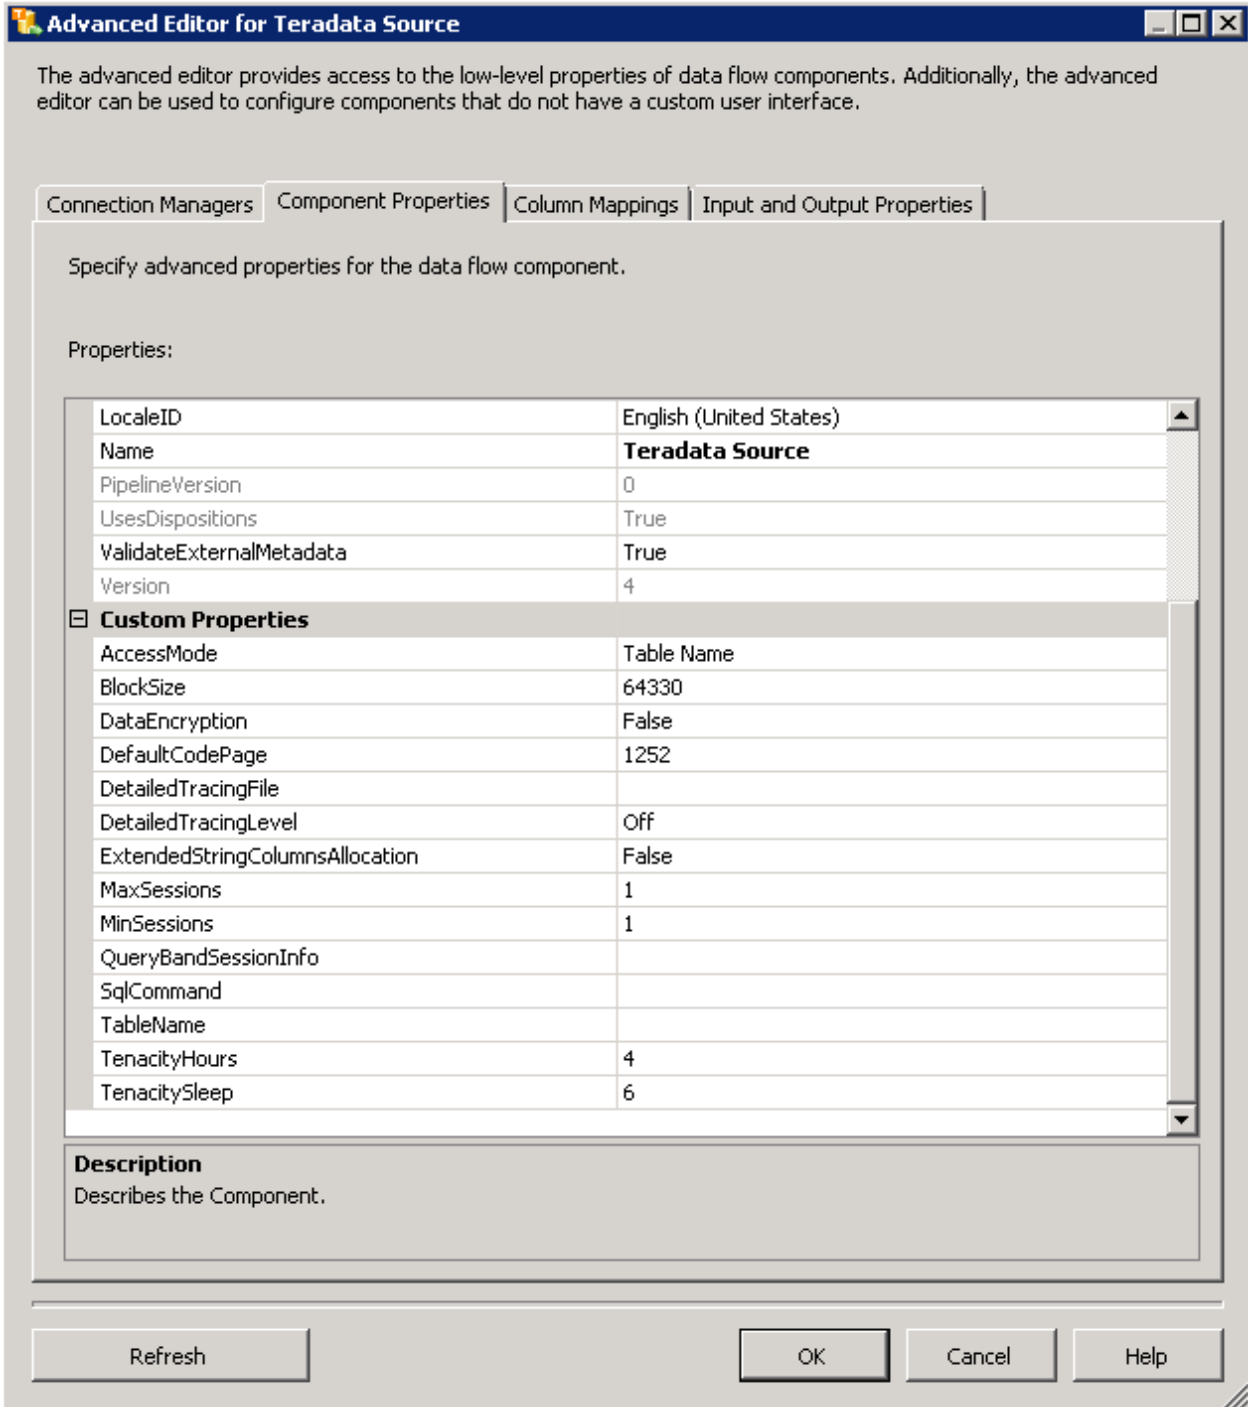 Advanced Editor for Teradata Source
The advanced editor provides access to the low-level properties of data flow components. Additionally, the advanced
editor can be used to configure components that do not have a custom user interface.
Connection Managers Component Properties Column Mappings Input and Output Properties
Specify advanced properties for the data flow component.
Properties:
LocaleID English (United States)
Name Teradata Source
PipelineVersion 0
UsesDispositions True
ValidateExternalMetadata True
Version 4
Custom Properties
AccessMode Table Name
BlockSize 64330
DataEncryption False
DefaultCodePage 1252
DetailedTracingFile
DetailedTracingLevel Off
ExtendedStringColumnsAllocation False
MaxSessions 1
MinSessions 1
QueryBandSessionInfo
SqlCommand
TableName
TenacityHours 4
TenacitySleep 6
Description
Describes the Component.
Refresh OK Cancel Help